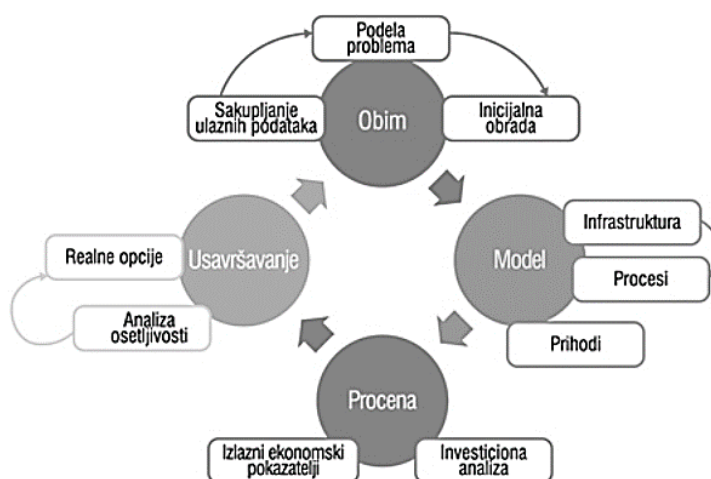 Podela
problema
Sakupljanje
ulaznih podataka
Obim
Inicijalna
obrada
Usavršavanje
Realne opcije
Analiza
osetljivosti
Model
Infrastruktura
Procesi
Prihodi
Procena
Izlazni ekonomski
pokazatelji
Investiciona
analiza